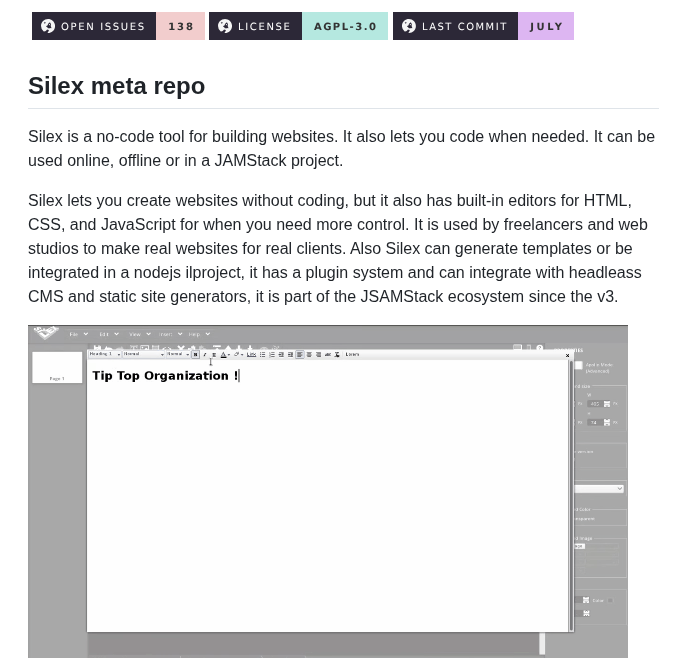 OPEN ISSUES 138 LICENSE AGPL-3.0 LAST COMMIT JULY
Silex meta repo
Silex is a no-code tool for building websites. It also lets you code when needed. It can be
used online, offline or in a JAMStack project.
Silex lets you create websites without coding, but it also has built-in editors for HTML,
CSS, and JavaScript for when you need more control. It is used by freelancers and web
studios to make real websites for real clients. Also Silex can generate templates or be
integrated in a nodejs ilproject, it has a plugin system and can integrate with headleass
CMS and static site generators, it is part of the JSAMStack ecosystem since the v3.
File Edit View Insert Help
Heading 1 Normal Normal
Page 1
Tip Top Organization !